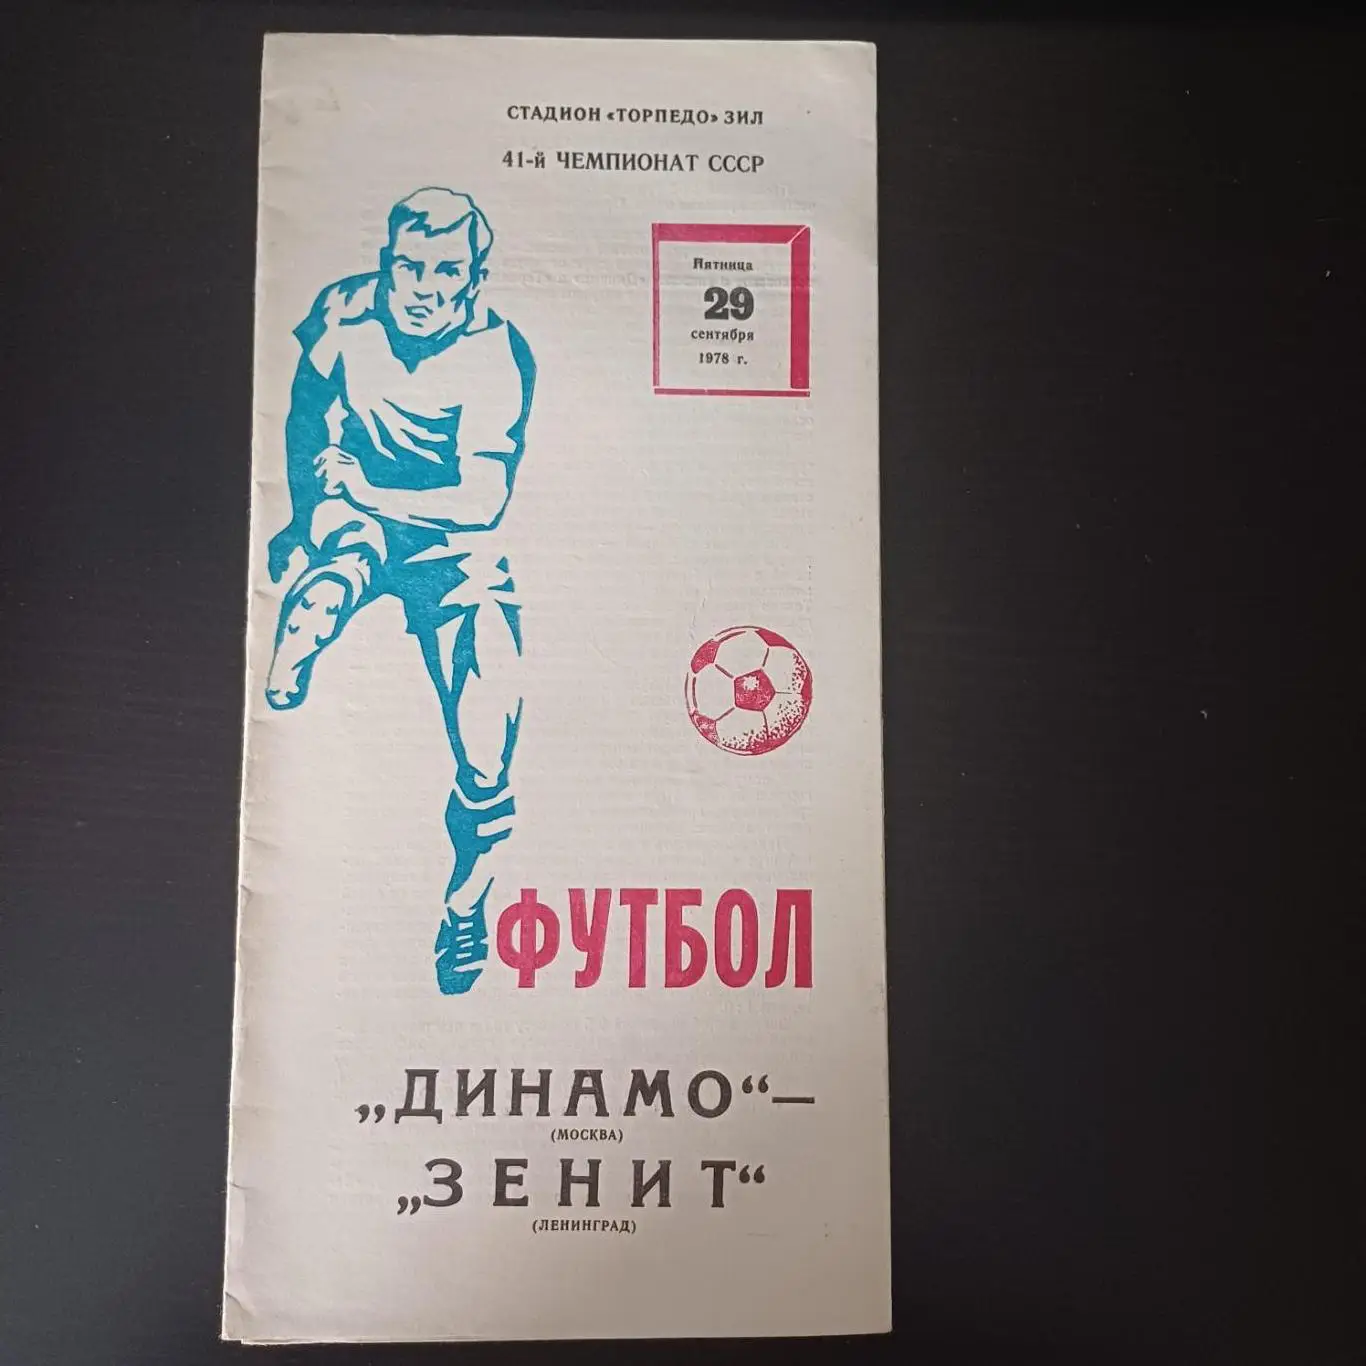 СТАДИОН «ТОРПЕДО» ЗИЛ
41-й ЧЕМПИОНАТ СССР
Пятница
29
сентября
1978 г.
ФУТБОЛ
„ДИНАМО“—
(МОСКВА)
„ЗЕНИТ“
(ЛЕНИНГРАД)